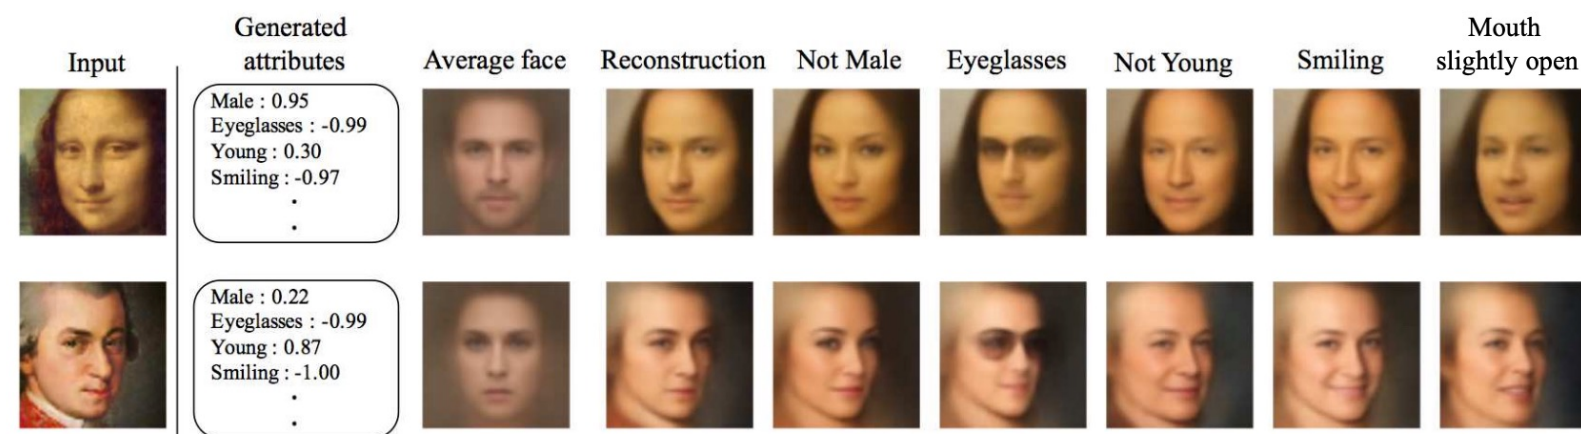 Input
Generated
attributes
Average face
Reconstruction
Not Male
Eyeglasses
Not Young
Smiling
Mouth
slightly open
Male : 0.95
Eyeglasses : -0.99
Young : 0.30
Smiling : -0.97
.
.
Male : 0.22
Eyeglasses : -0.99
Young : 0.87
Smiling : -1.00
.
.